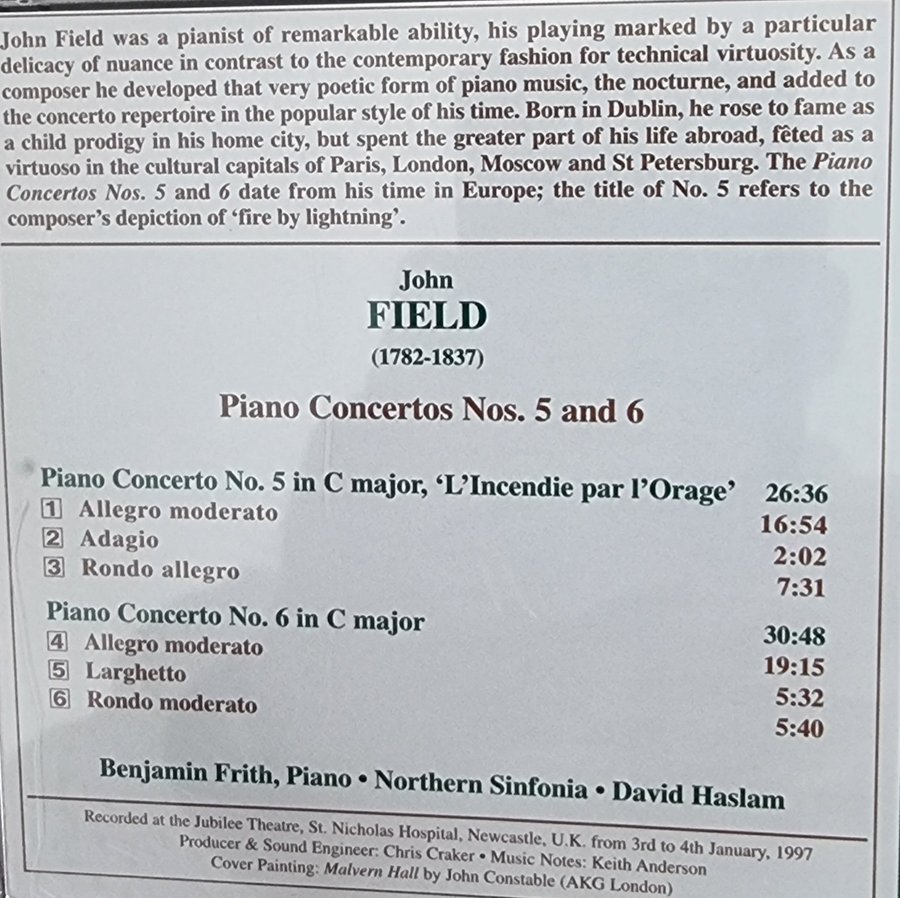 John Field was a pianist of remarkable ability, his playing marked by a particular
delicacy of nuance in contrast to the contemporary fashion for technical virtuosity. As a
composer he developed that very poetic form of piano music, the nocturne, and added to
the concerto repertoire in the popular style of his time. Born in Dublin, he rose to fame as
a child prodigy in his home city, but spent the greater part of his life abroad, fêted as a
virtuoso in the cultural capitals of Paris, London, Moscow and St Petersburg. The Piano
Concertos Nos. 5 and 6 date from his time in Europe; the title of No. 5 refers to the
composer's depiction of ‘fire by lightning’.
John
FIELD
(1782-1837)
Piano Concertos Nos. 5 and 6
Piano Concerto No. 5 in C major, ‘L’Incendie par l’Orage’ 26:36
1 Allegro moderato 16:54
2 Adagio 2:02
3 Rondo allegro 7:31
Piano Concerto No. 6 in C major 30:48
4 Allegro moderato 19:15
5 Larghetto 5:32
6 Rondo moderato 5:40
Benjamin Frith, Piano • Northern Sinfonia • David Haslam
Recorded at the Jubilee Theatre, St. Nicholas Hospital, Newcastle, U.K. from 3rd to 4th January, 1997
Producer & Sound Engineer: Chris Craker • Music Notes: Keith Anderson
Cover Painting: Malvern Hall by John Constable (AKG London)